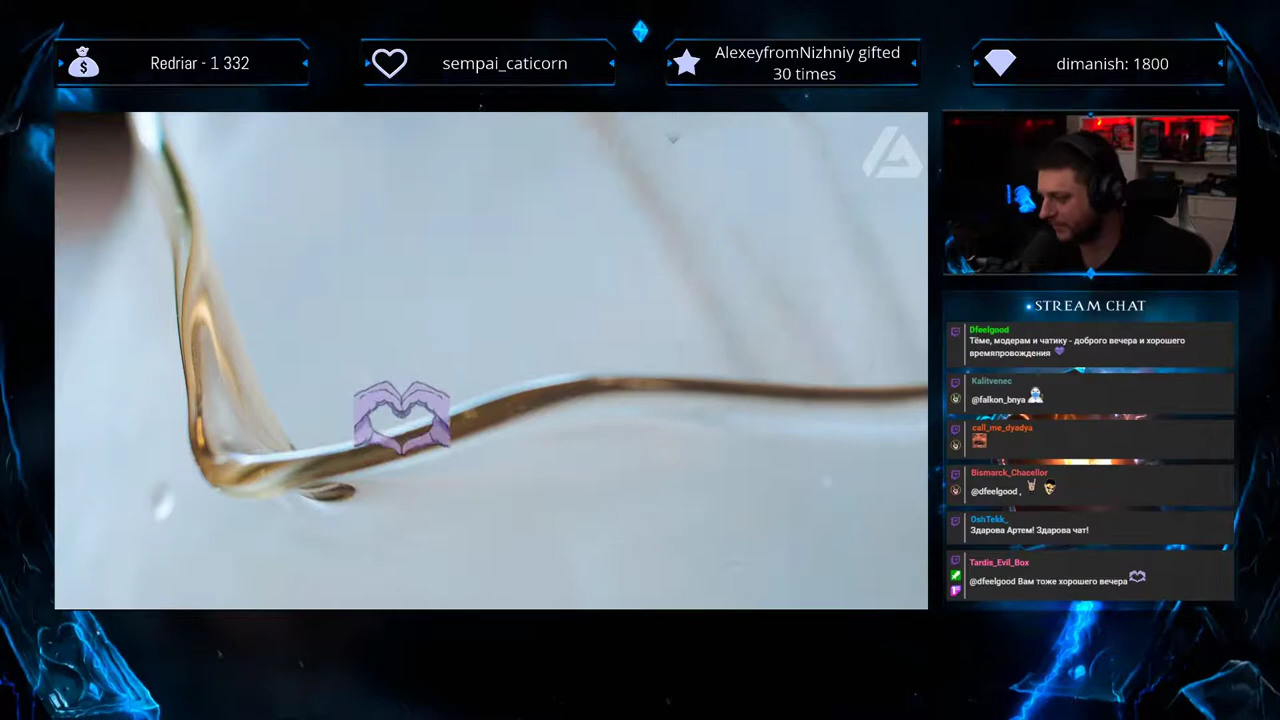 Redriar - 1 332
sempai_caticorn
AlexeyfromNizhniy gifted
30 times
dimanish: 1800
STREAM CHAT
Dfeelgood
Тёме, модерам и чатику - доброго вечера и хорошего
времяпровождения
Kalitvenec
@falkon_bnya
call_me_dyadya
Bismarck_Chacellor
@dfeelgood ,
OshTekk_
Здарова Артем! Здарова чат!
Tardis_Evil_Box
@dfeelgood Вам тоже хорошего вечера